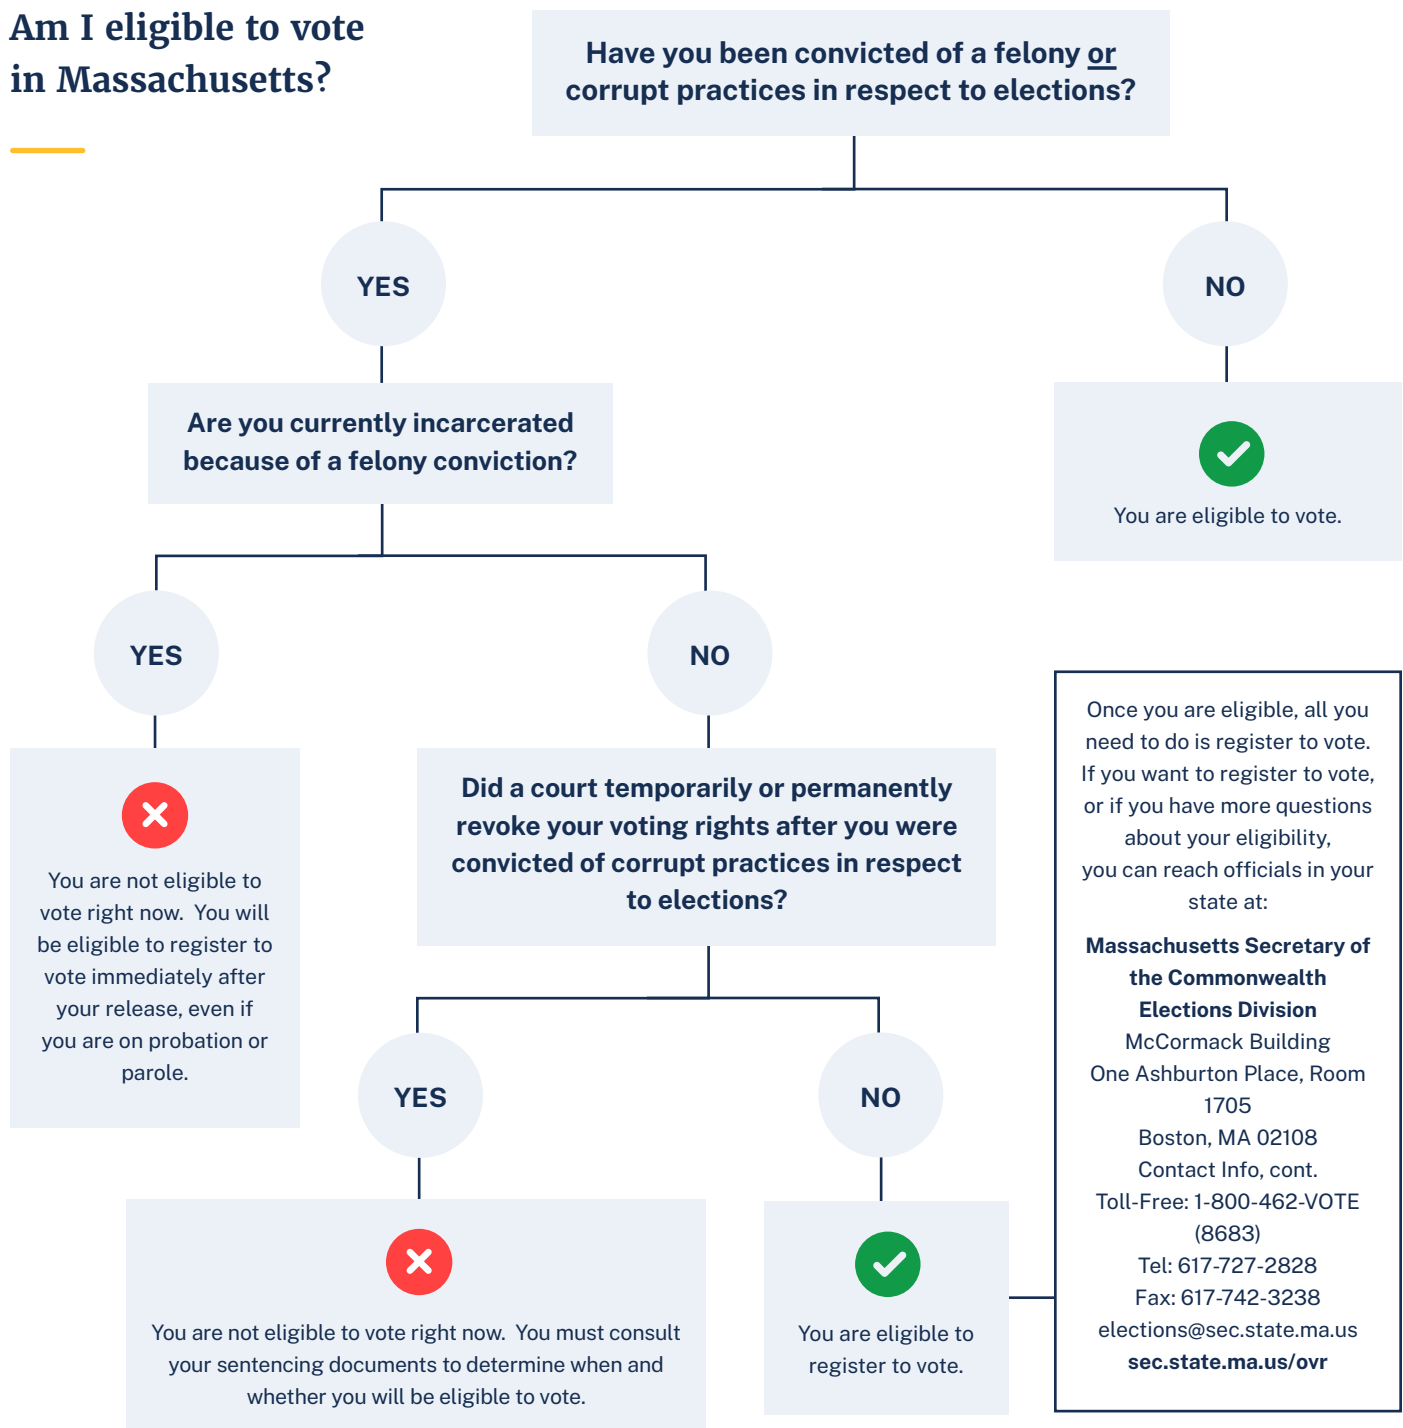 Am I eligible to vote
in Massachusetts?
Have you been convicted of a felony or
corrupt practices in respect to elections?
YES
NO
Are you currently incarcerated
because of a felony conviction?
You are eligible to vote.
YES
NO
You are not eligible to
vote right now.  You will
be eligible to register to
vote immediately after
your release, even if
you are on probation or
parole.
Did a court temporarily or permanently
revoke your voting rights after you were
convicted of corrupt practices in respect
to elections?
YES
NO
You are not eligible to vote right now.  You must consult
your sentencing documents to determine when and
whether you will be eligible to vote.
You are eligible to
register to vote.
Once you are eligible, all you
need to do is register to vote.
If you want to register to vote,
or if you have more questions
about your eligibility,
you can reach officials in your
state at:
Massachusetts Secretary of
the Commonwealth
Elections Division
McCormack Building
One Ashburton Place, Room
1705
Boston, MA 02108
Contact Info, cont.
Toll-Free: 1-800-462-VOTE
(8683)
Tel: 617-727-2828
Fax: 617-742-3238
elections@sec.state.ma.us
sec.state.ma.us/ovr